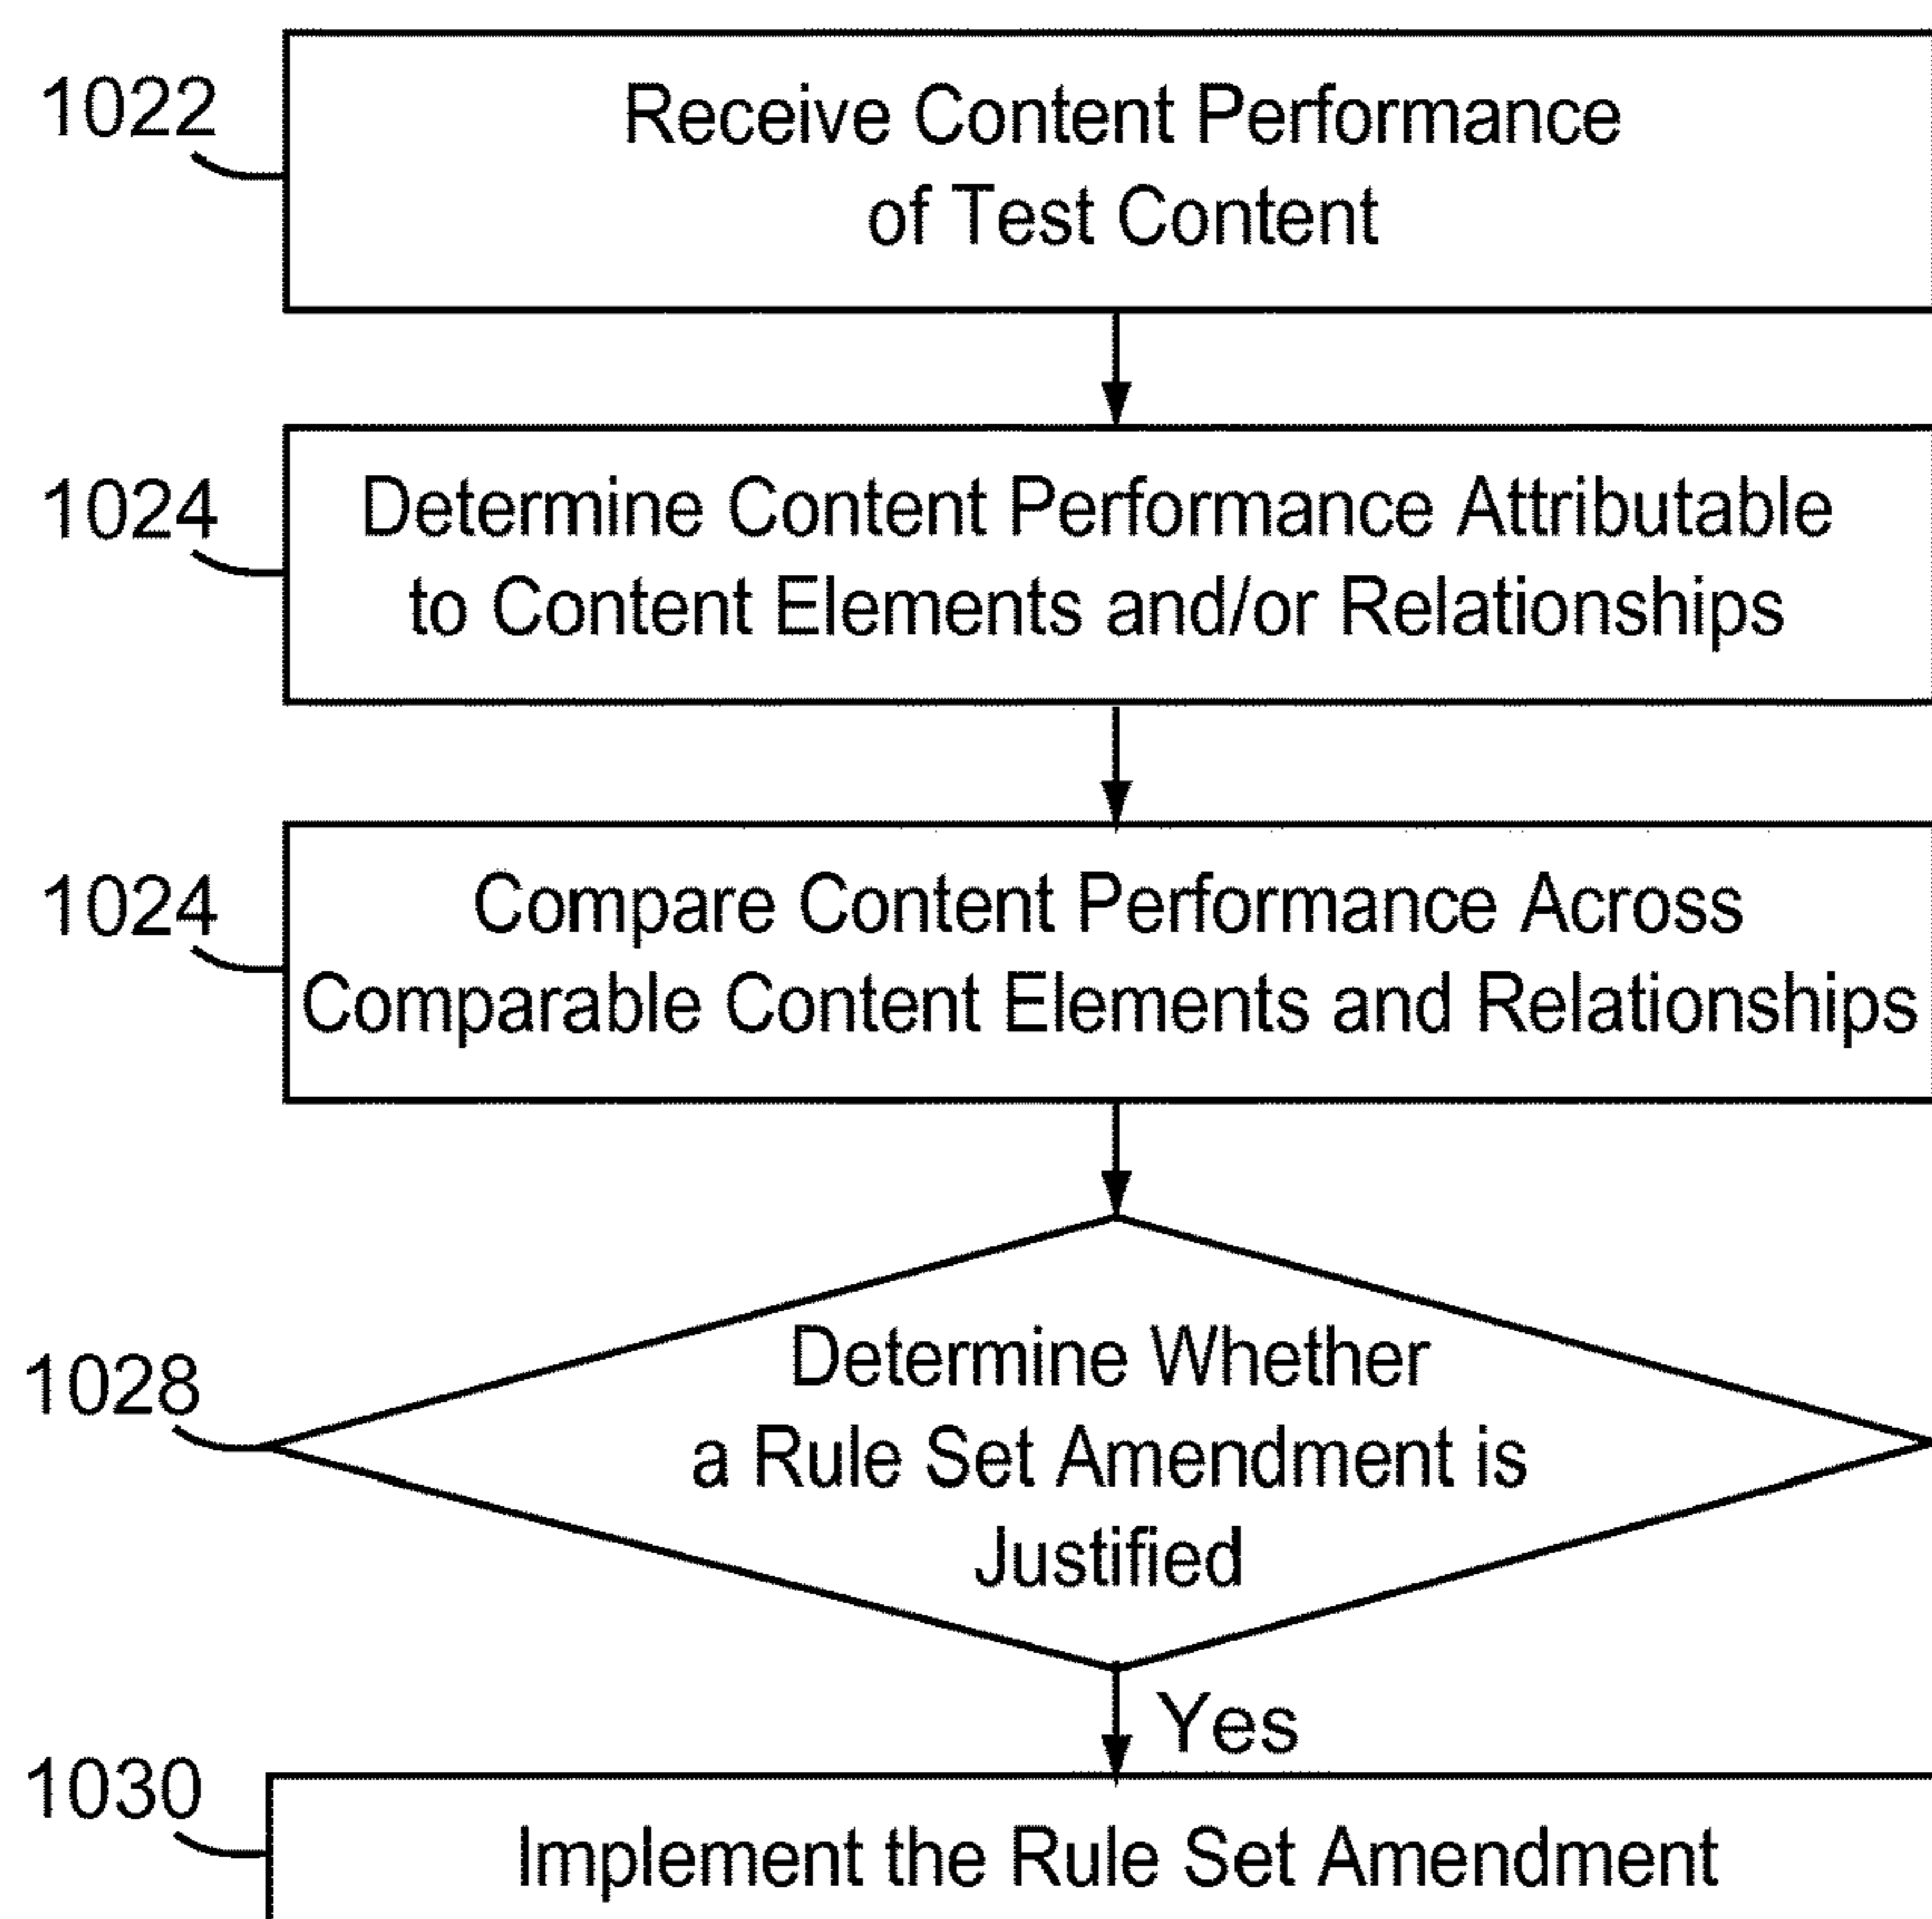 1022
Receive Content Performance
of Test Content
1024
Determine Content Performance Attributable
to Content Elements and/or Relationships
1024
Compare Content Performance Across
Comparable Content Elements and Relationships
1028
Determine Whether
a Rule Set Amendment is
Justified
Yes
1030
Implement the Rule Set Amendment